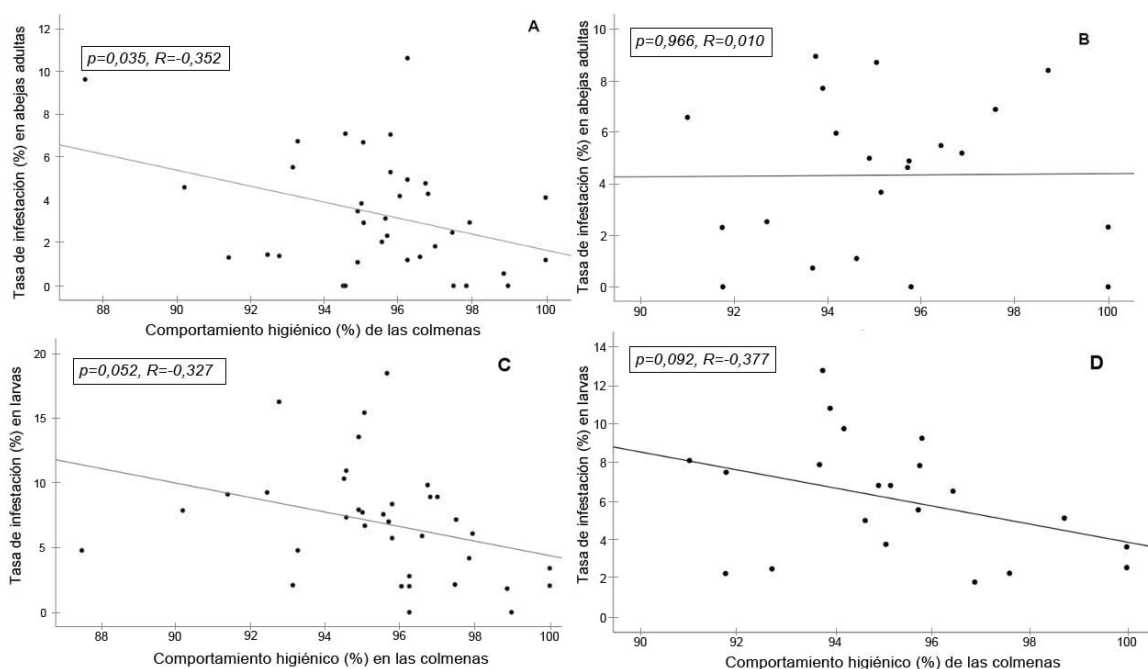 A
p=0,035, R=-0,352
Tasa de infestación (%) en abejas adultas
12
10
8
6
4
2
0
88 90 92 94 96 98 100
Comportamiento higiénico (%) de las colmenas
B
p=0,966, R=0,010
Tasa de infestación (%) en abejas adultas
10
8
6
4
2
0
90 92 94 96 98 100
C
p=0,052, R=-0,327
Tasa de infestación (%) en larvas
20
15
10
5
0
88 90 92 94 96 98 100
Comportamiento higiénico (%) en las colmenas
D
p=0,092, R=-0,377
Tasa de infestación (%) en larvas
14
12
10
8
6
4
2
0
90 92 94 96 98 100
Comportamiento higiénico (%) de las colmenas